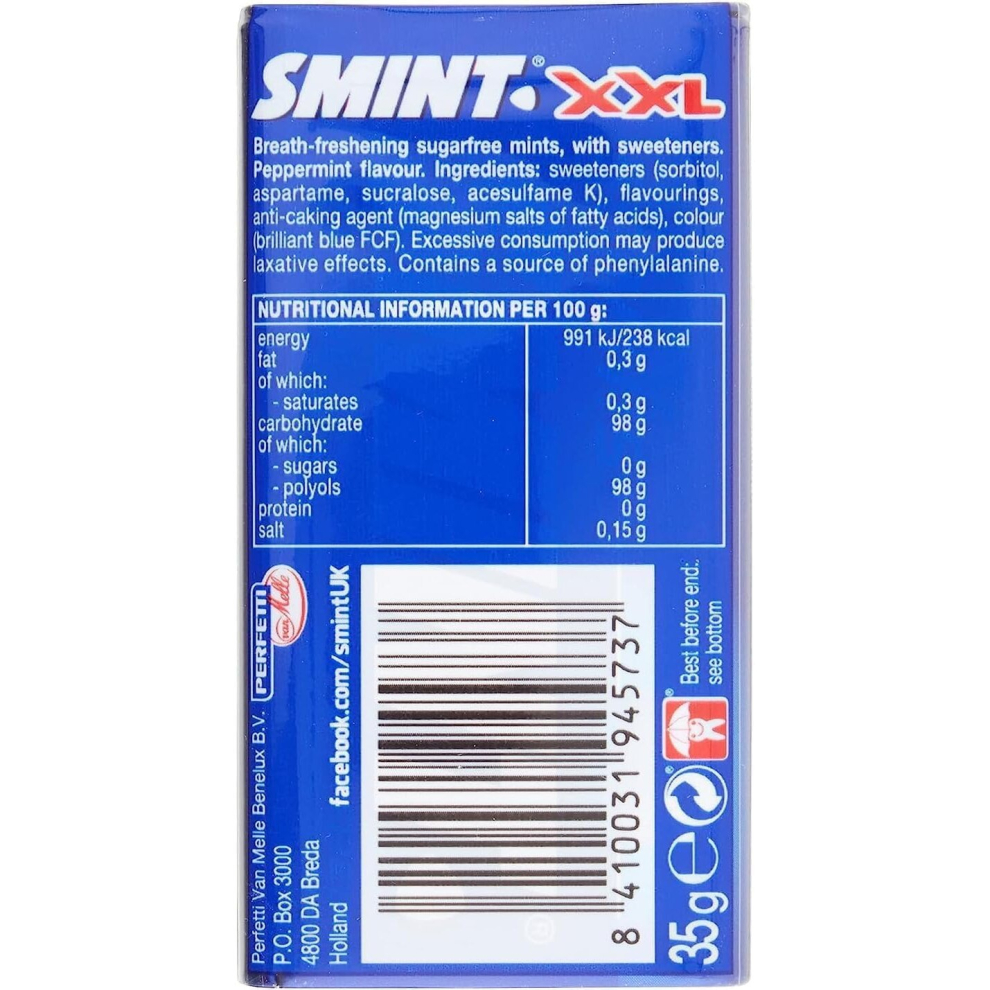 SMINT® XXL
Breath-freshening sugarfree mints, with sweeteners.
Peppermint flavour. Ingredients: sweeteners (sorbitol,
aspartame, sucralose, acesulfame K), flavourings,
anti-caking agent (magnesium salts of fatty acids), colour
(brilliant blue FCF). Excessive consumption may produce
laxative effects. Contains a source of phenylalanine.
NUTRITIONAL INFORMATION PER 100 g:
energy 991 kJ/238 kcal
fat 0,3 g
of which:
- saturates 0,3 g
carbohydrate 98 g
of which:
- sugars 0 g
- polyols 98 g
protein 0 g
salt 0,15 g
PERFETTI
van Melle
Perfetti Van Melle Benelux B.V.
P.O. Box 3000
4800 DA Breda
Holland
facebook.com/smintUK
8 410031 945737
Best before end:
see bottom
35g e